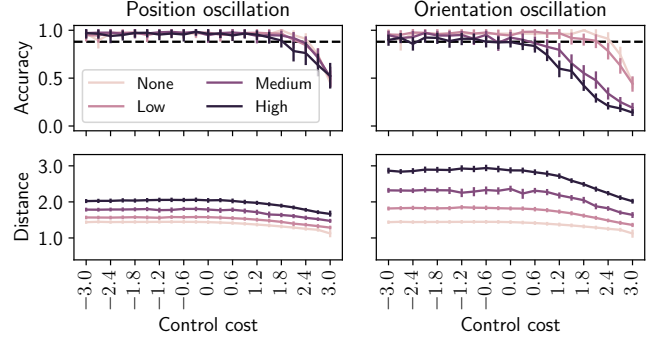 Position oscillation
Orientation oscillation
Accuracy
1.0
0.5
0.0
None
Medium
Low
High
Distance
3.0
2.0
1.0
−3.0 −2.4 −1.8 −1.2 −0.6 0.0 0.6 1.2 1.8 2.4 3.0
−3.0 −2.4 −1.8 −1.2 −0.6 0.0 0.6 1.2 1.8 2.4 3.0
Control cost
Control cost